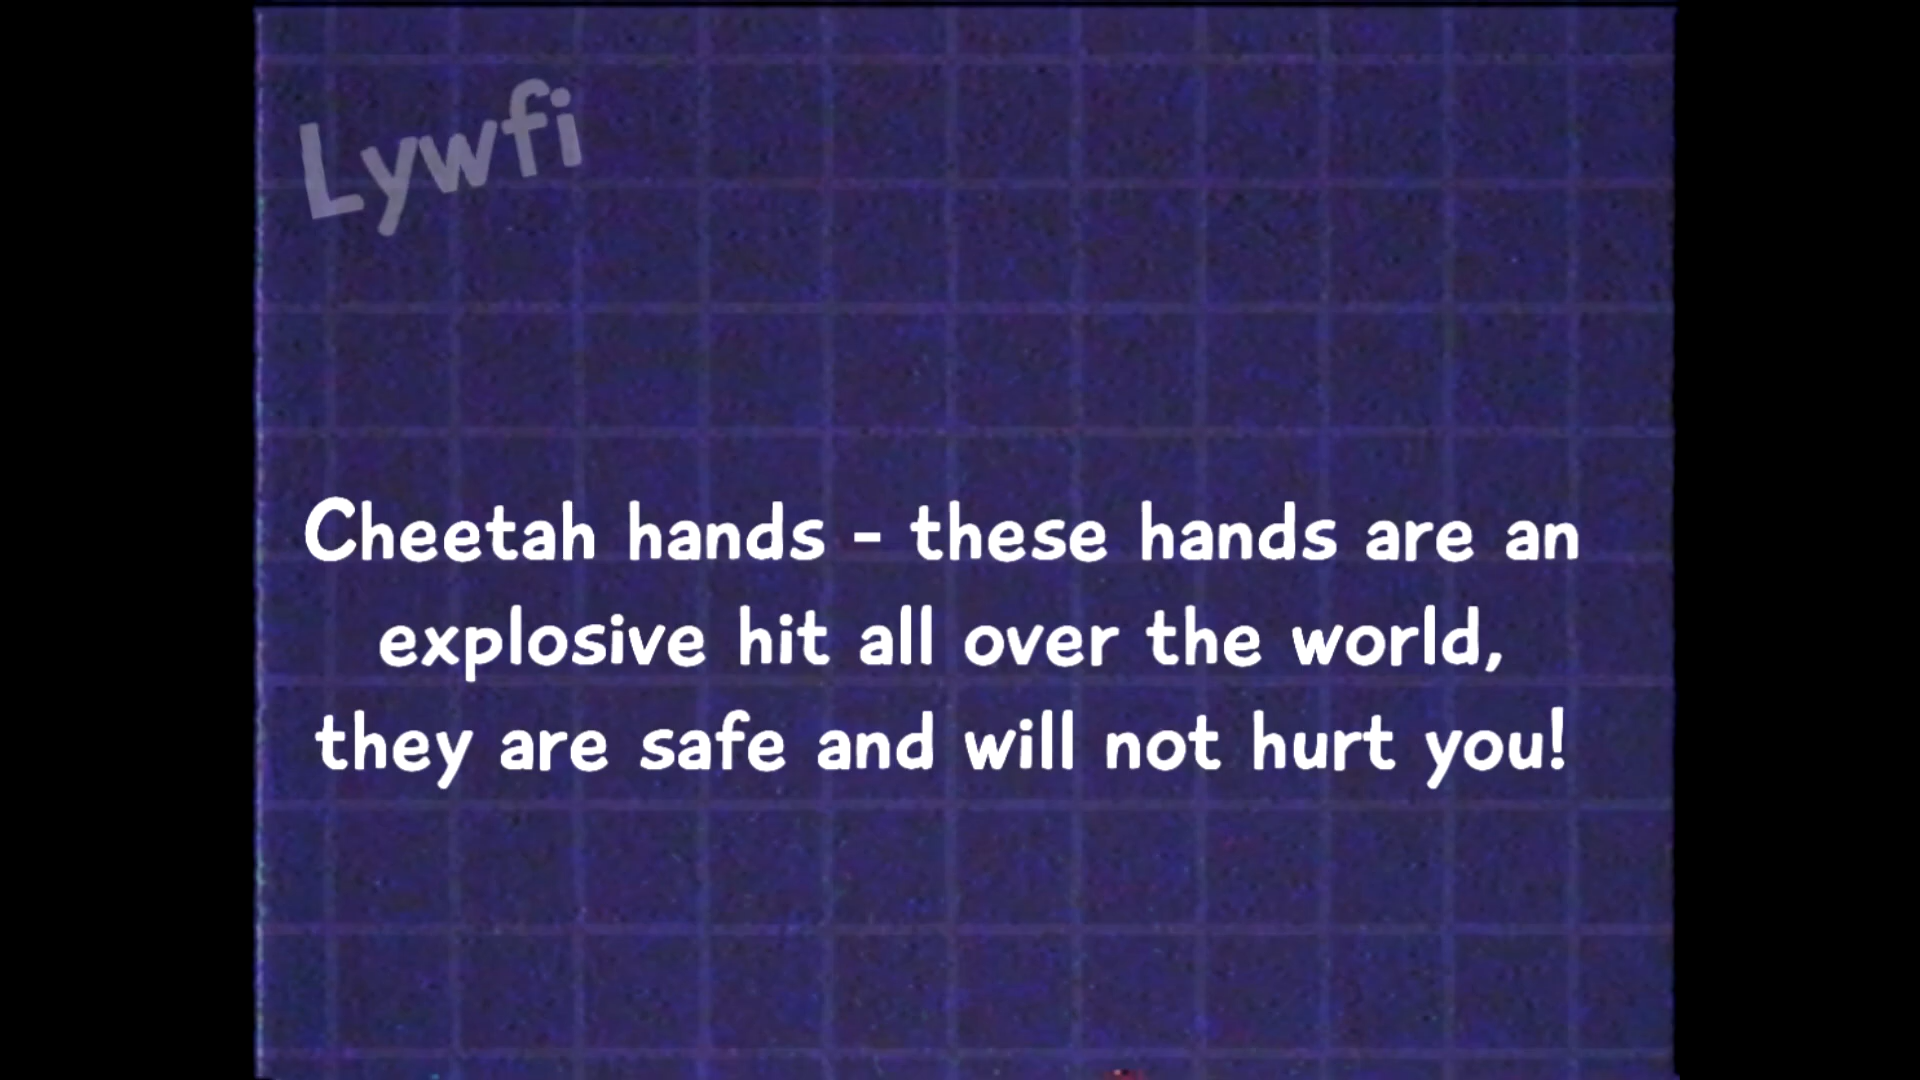 Lywfi
Cheetah hands - these hands are an
explosive hit all over the world,
they are safe and will not hurt you!